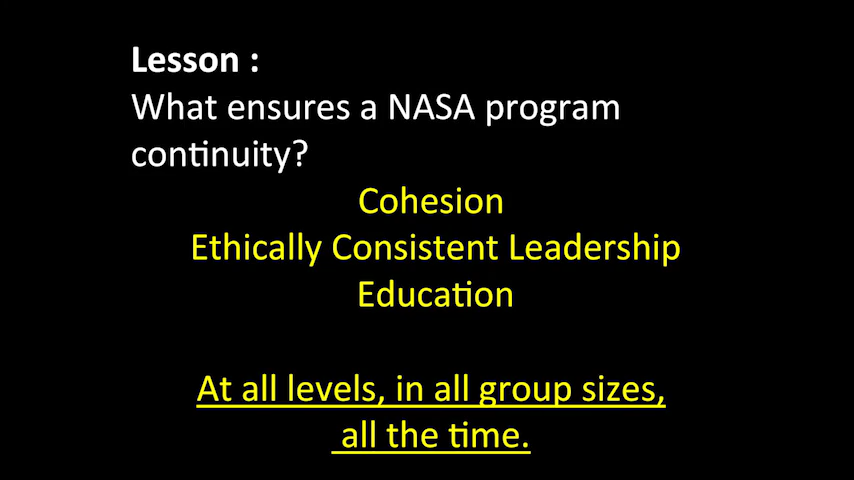 Lesson :
What ensures a NASA program
continuity?
Cohesion
Ethically Consistent Leadership
Education
At all levels, in all group sizes,
all the time.